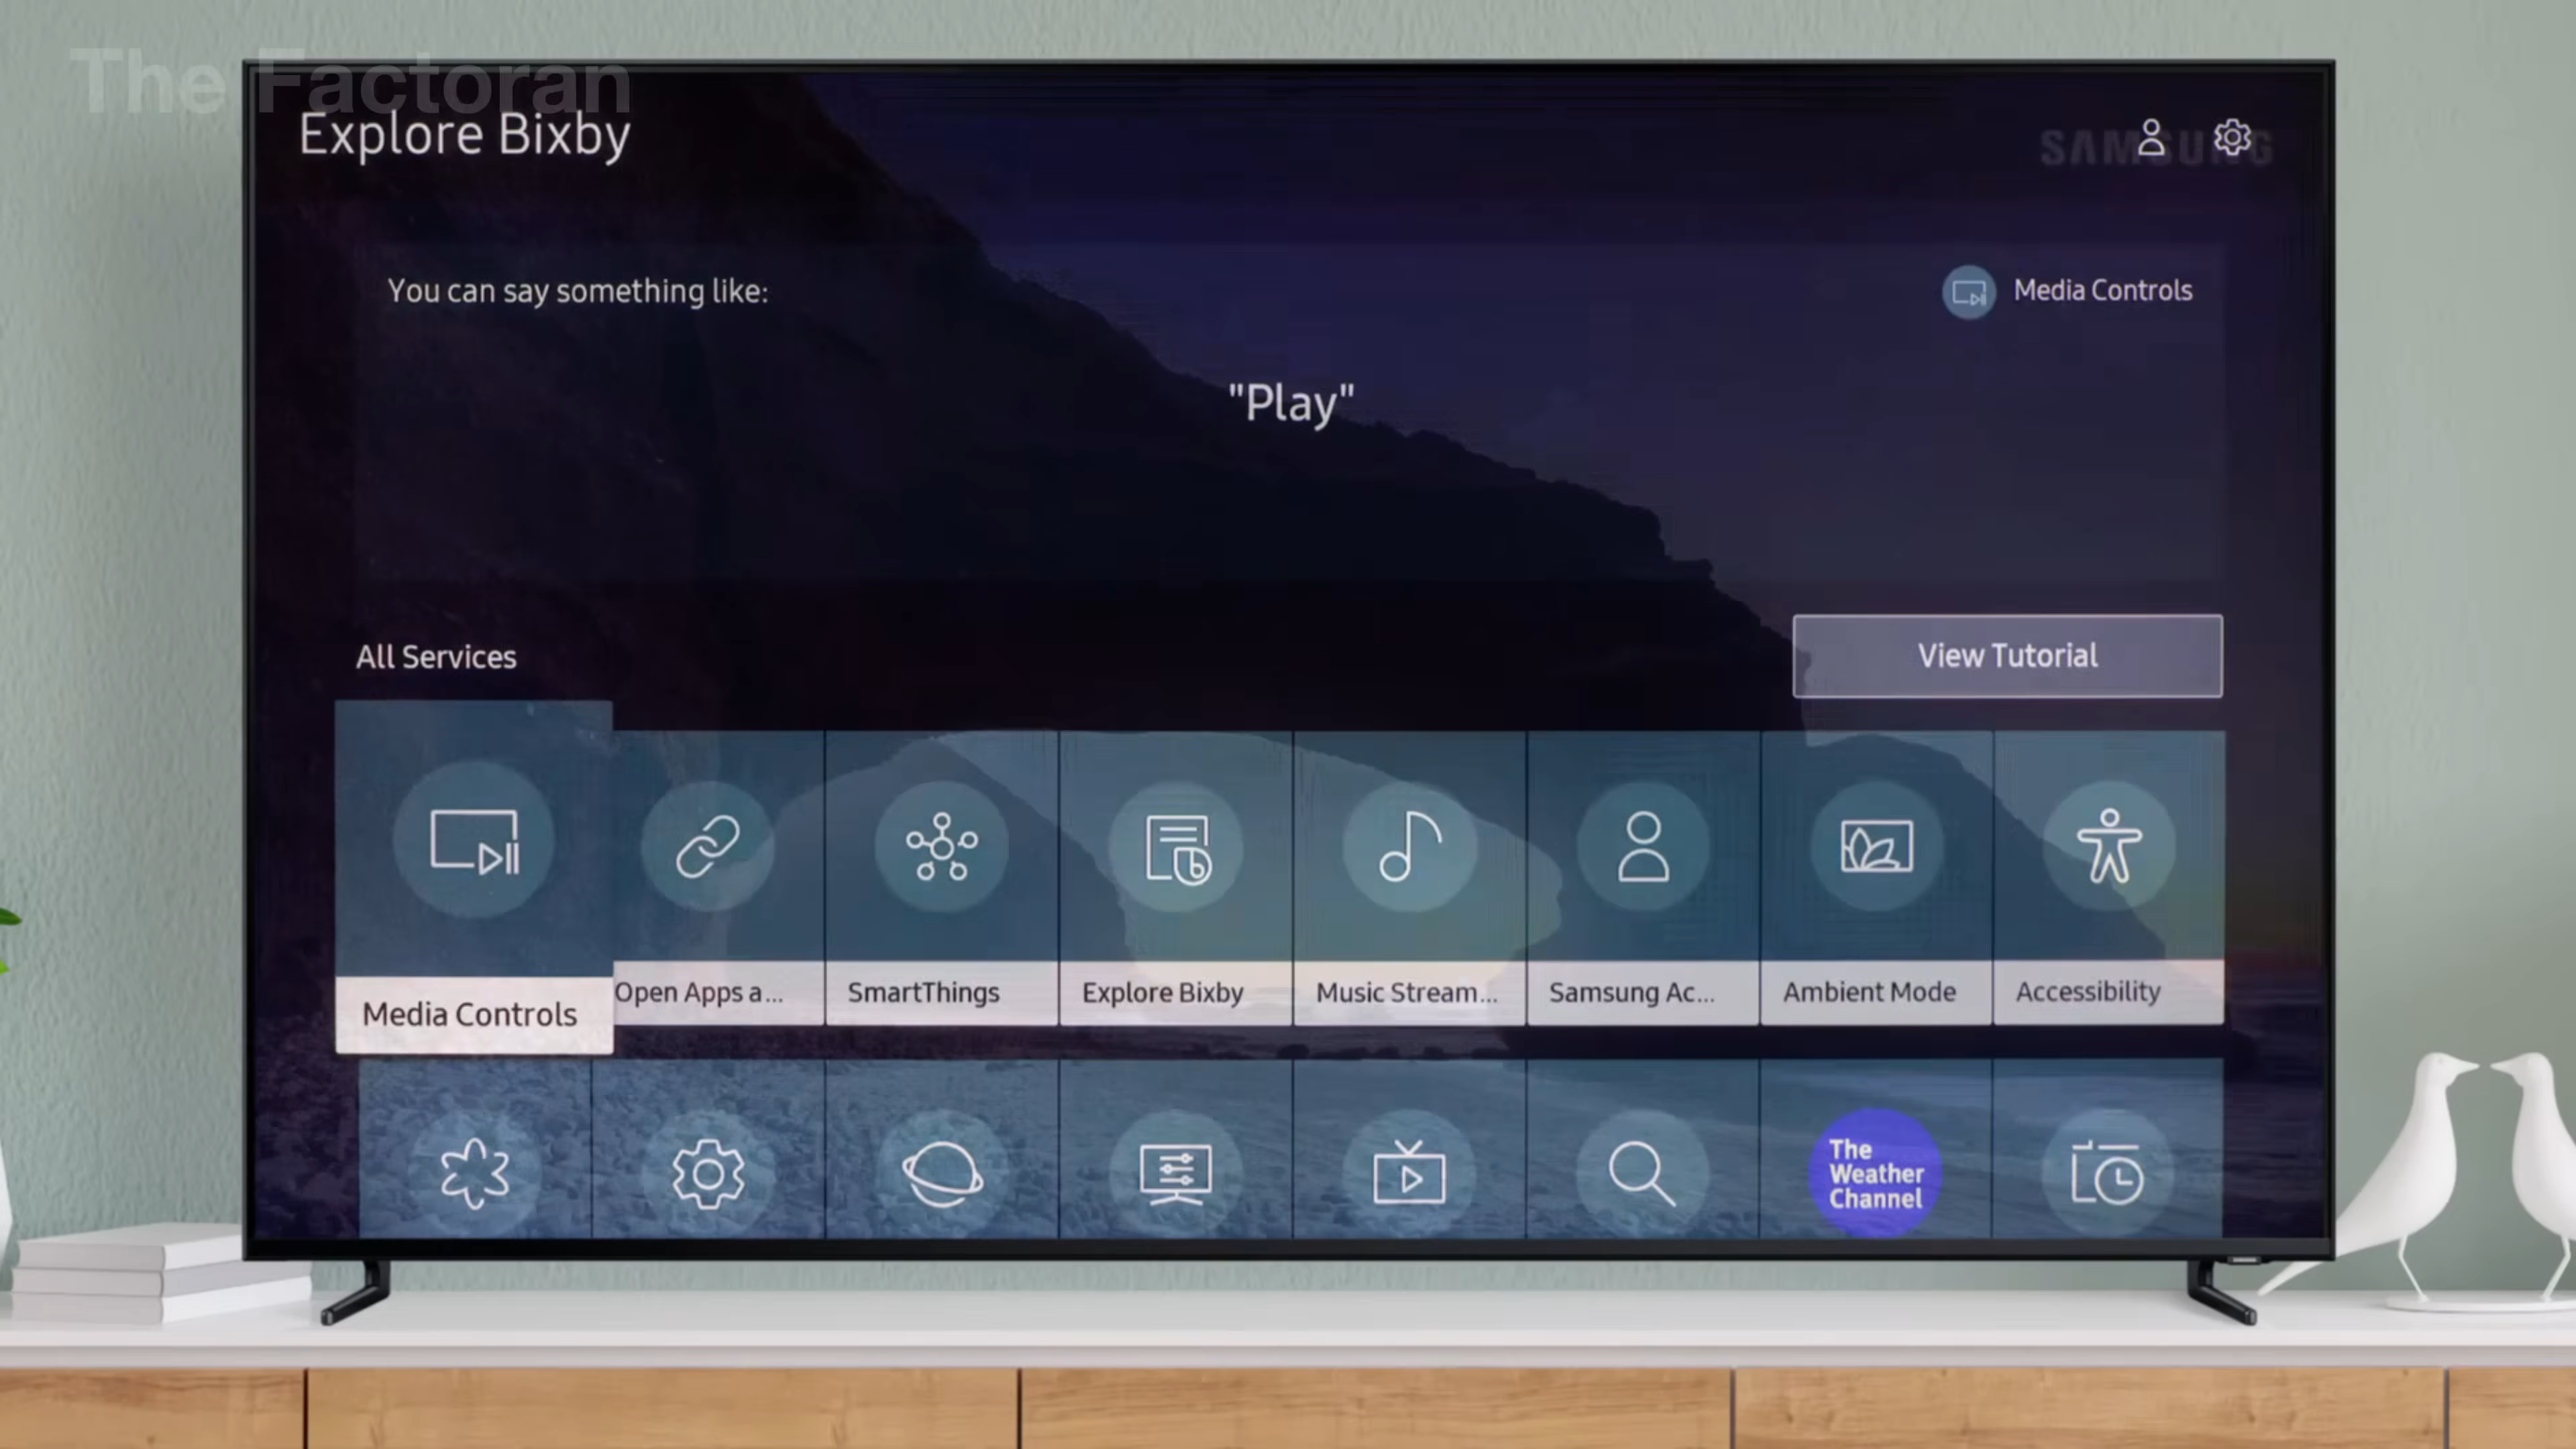 The Factoran
Explore Bixby
SAMSUNG
You can say something like:
Media Controls
"Play"
All Services
View Tutorial
Media Controls
Open Apps a...
SmartThings
Explore Bixby
Music Stream...
Samsung Ac...
Ambient Mode
Accessibility
The
Weather
Channel